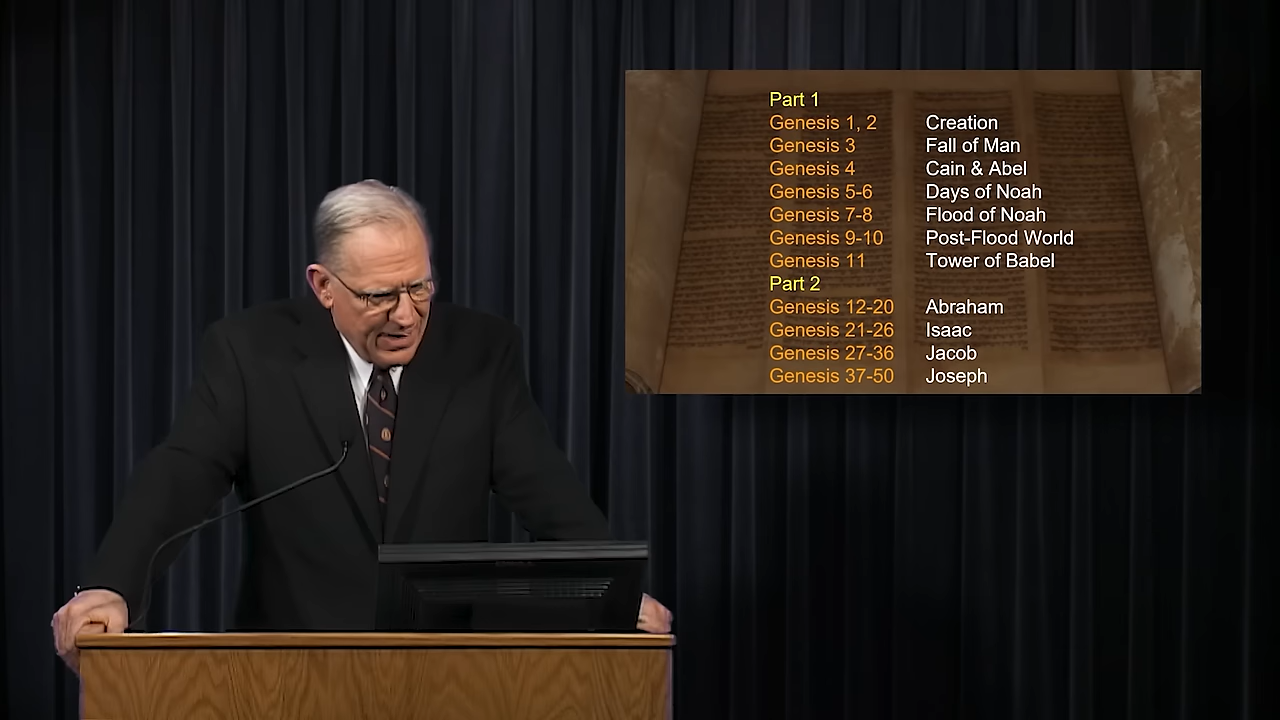 Part 1
Genesis 1, 2 Creation
Genesis 3 Fall of Man
Genesis 4 Cain & Abel
Genesis 5-6 Days of Noah
Genesis 7-8 Flood of Noah
Genesis 9-10 Post-Flood World
Genesis 11 Tower of Babel
Part 2
Genesis 12-20 Abraham
Genesis 21-26 Isaac
Genesis 27-36 Jacob
Genesis 37-50 Joseph